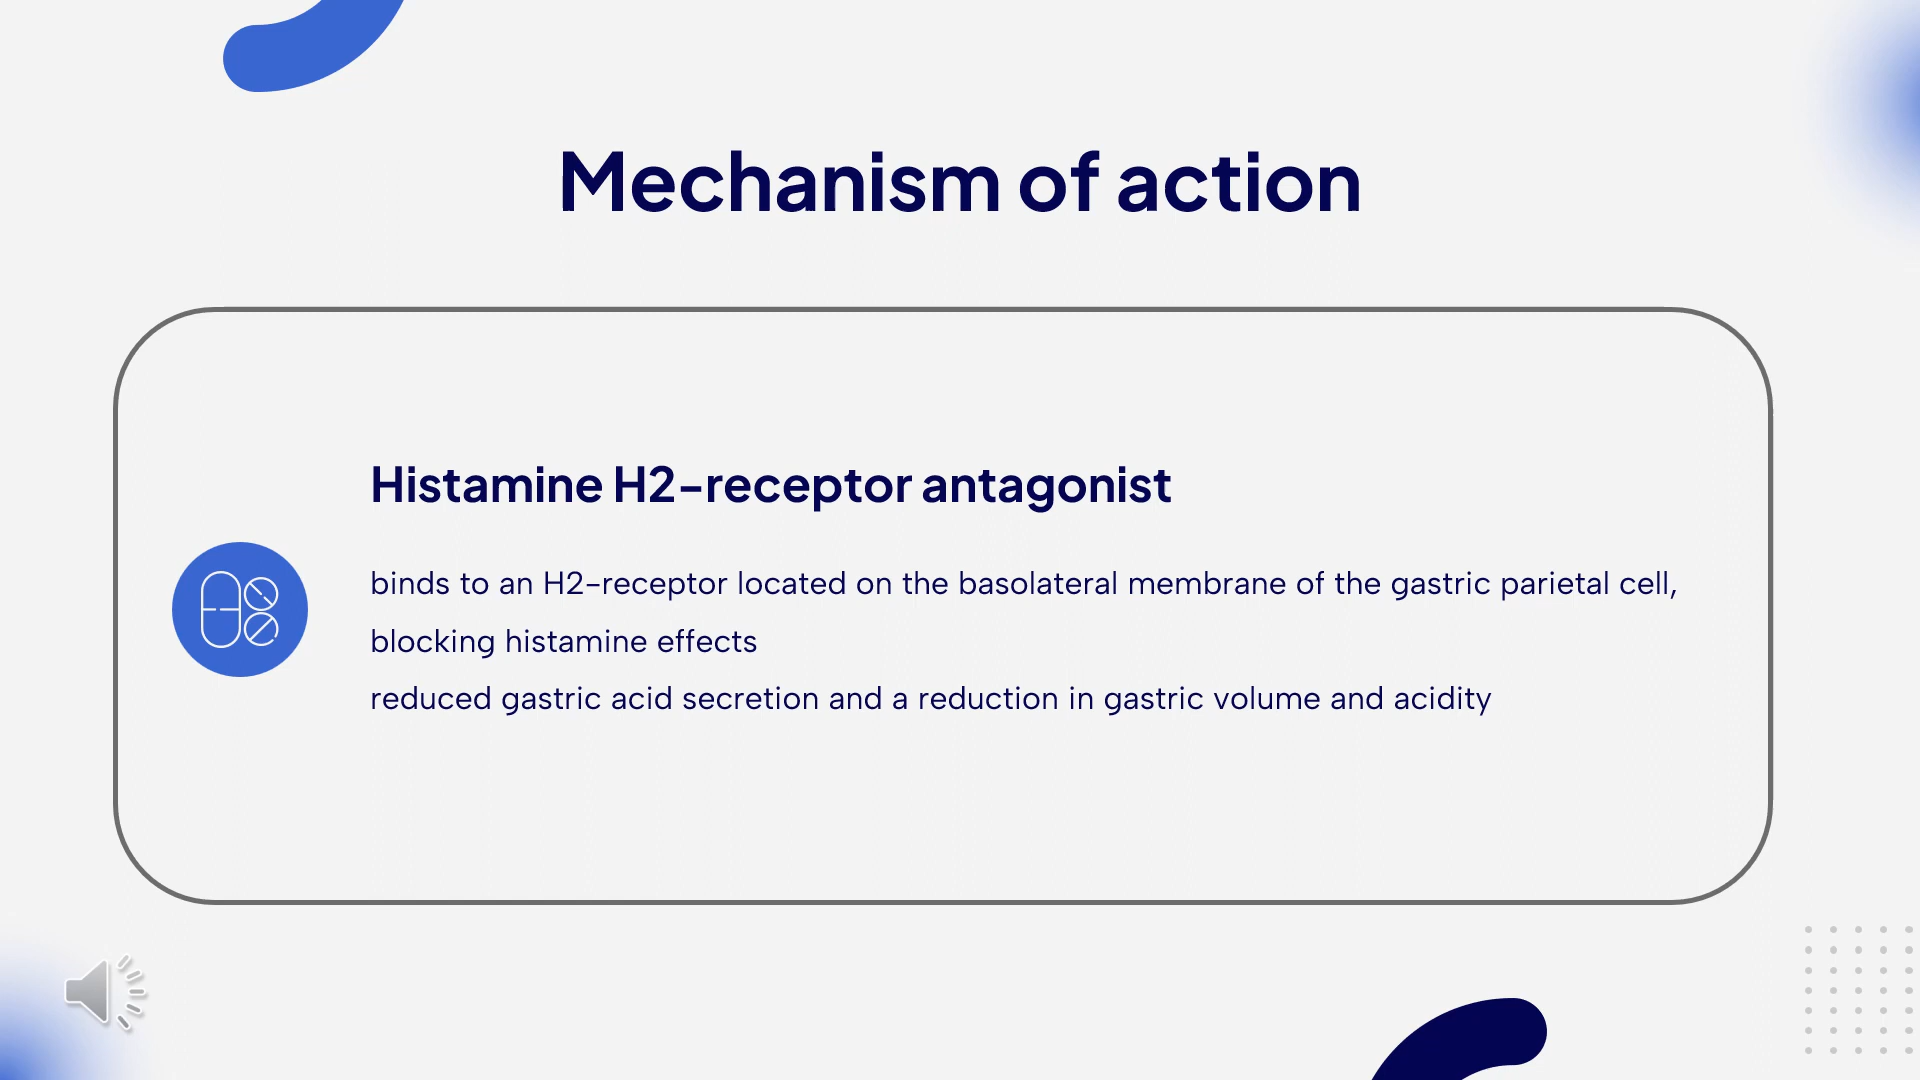 Mechanism of action
Histamine H2-receptor antagonist
binds to an H2-receptor located on the basolateral membrane of the gastric parietal cell,
blocking histamine effects
reduced gastric acid secretion and a reduction in gastric volume and acidity